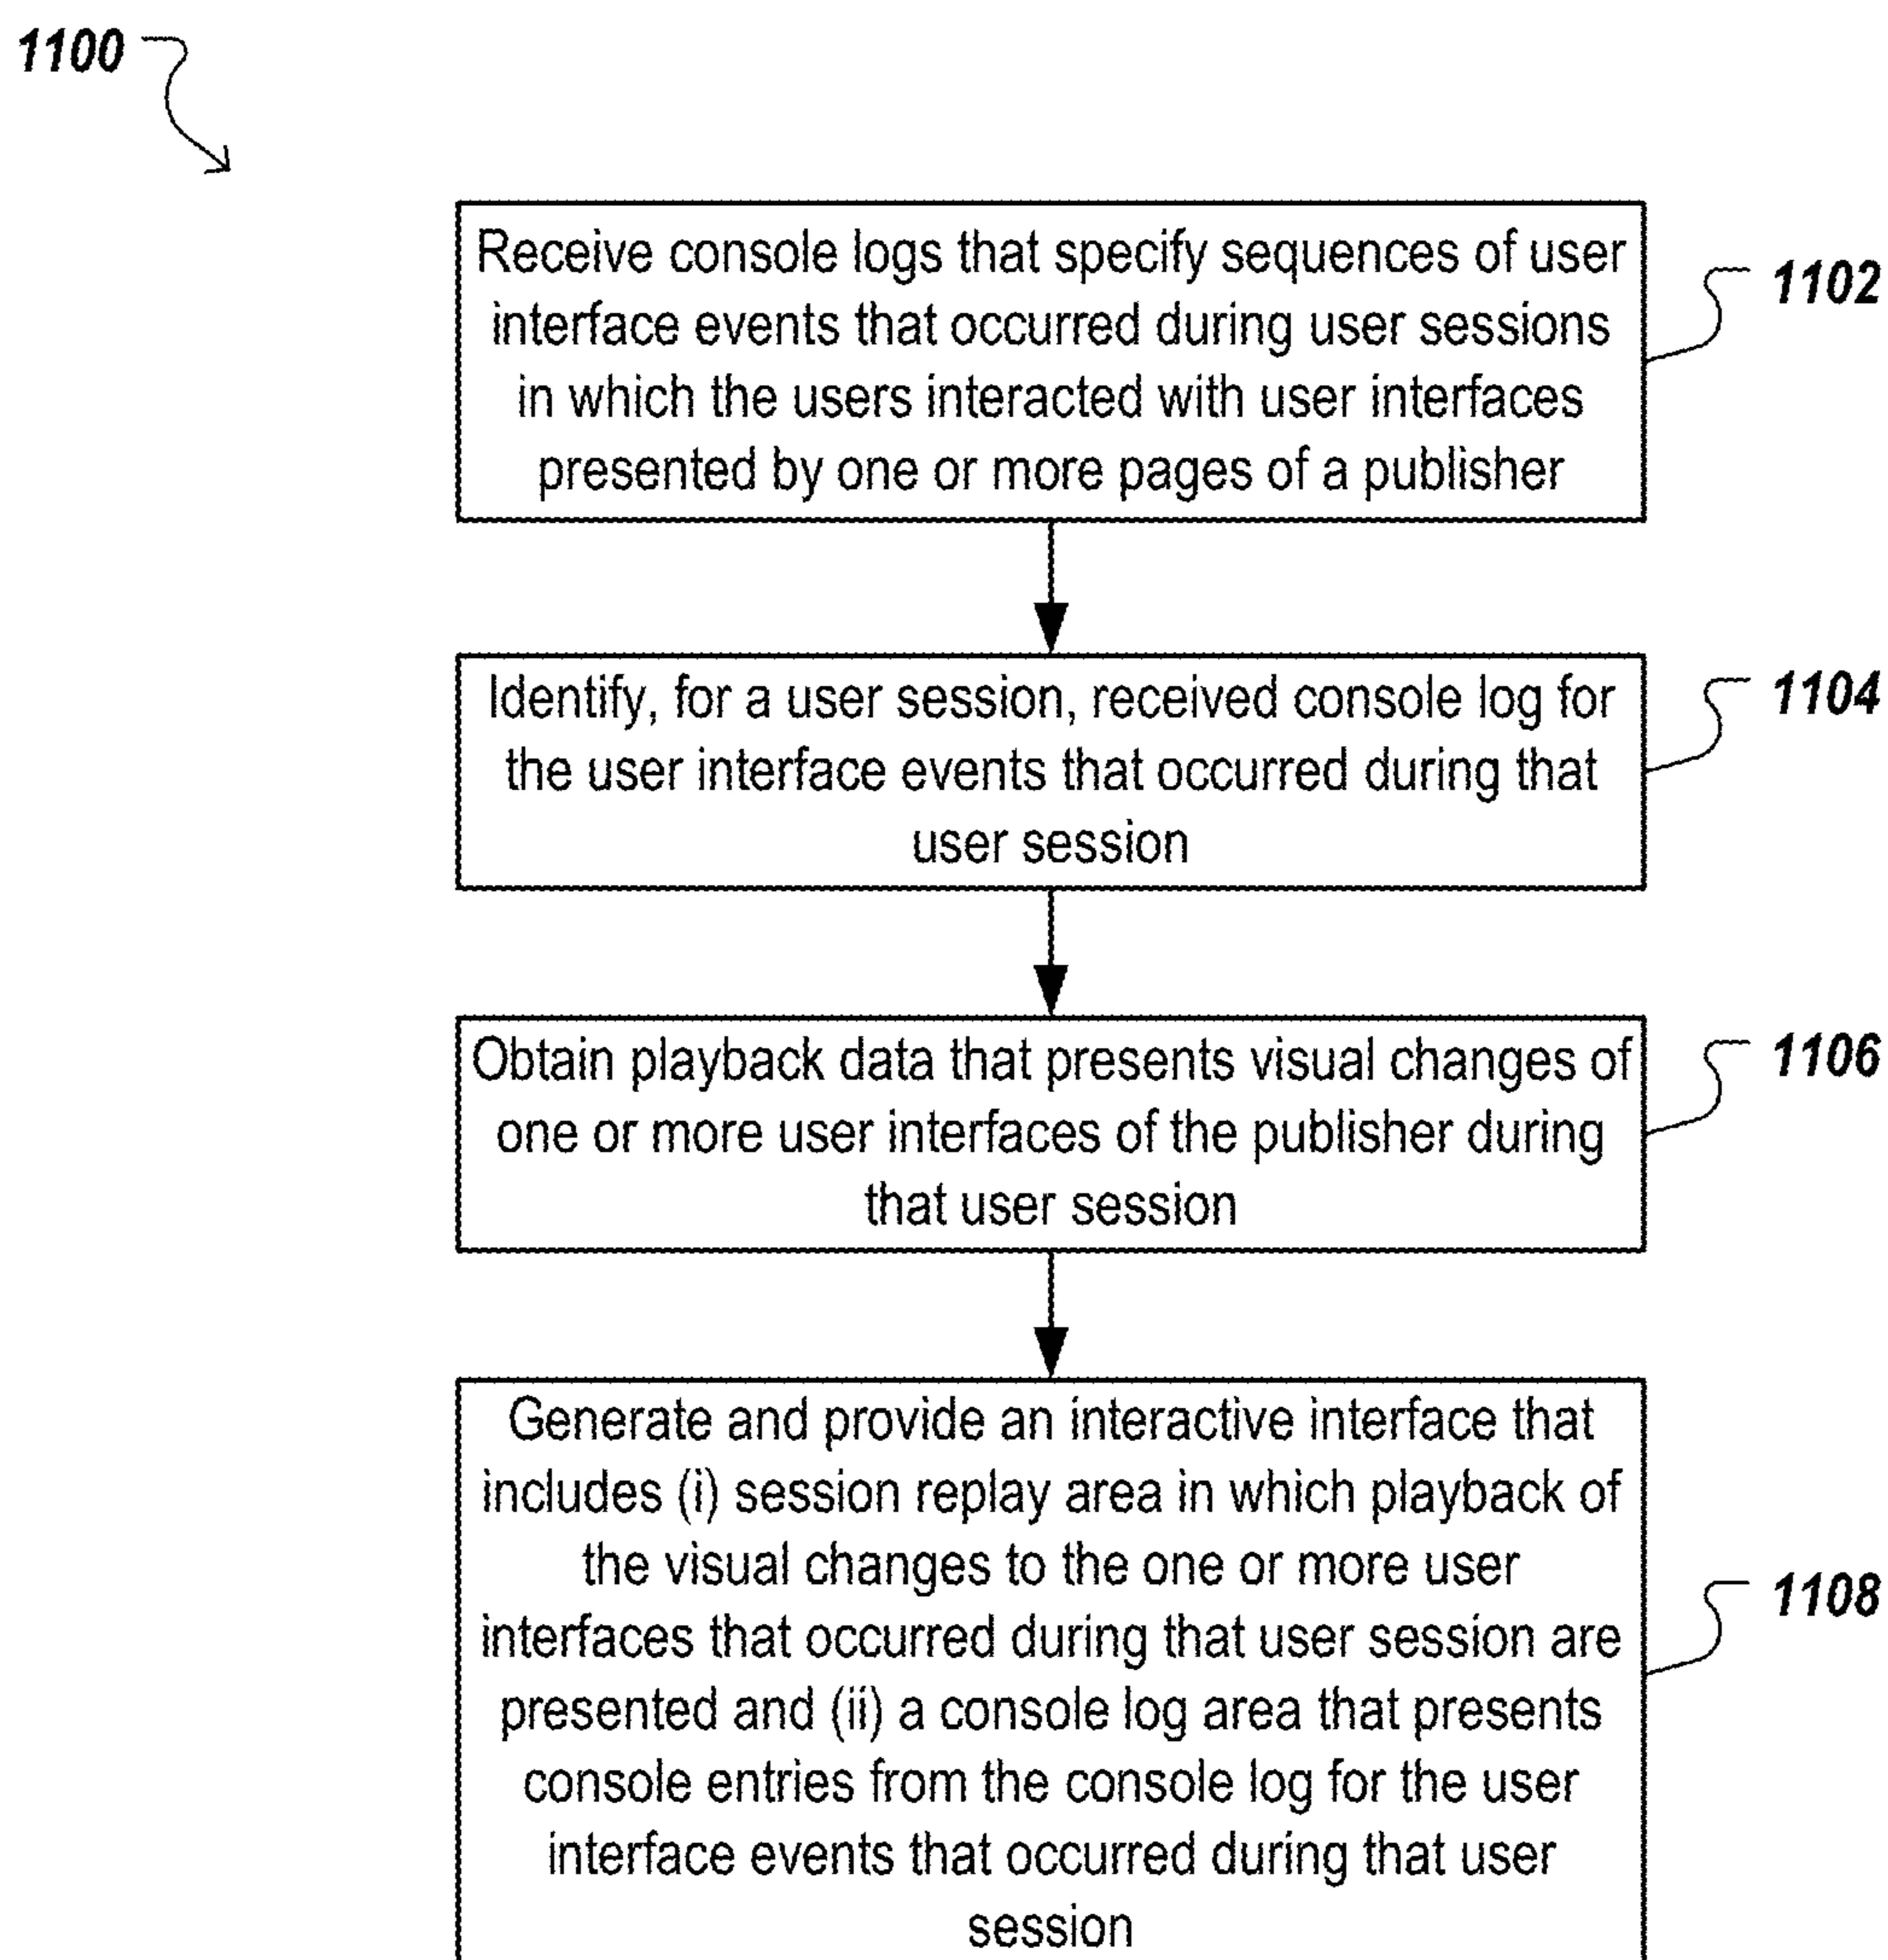 1100
Receive console logs that specify sequences of user
interface events that occurred during user sessions
in which the users interacted with user interfaces
presented by one or more pages of a publisher
1102
Identify, for a user session, received console log for
the user interface events that occurred during that
user session
1104
Obtain playback data that presents visual changes of
one or more user interfaces of the publisher during
that user session
1106
Generate and provide an interactive interface that
includes (i) session replay area in which playback of
the visual changes to the one or more user
interfaces that occurred during that user session are
presented and (ii) a console log area that presents
console entries from the console log for the user
interface events that occurred during that user
session
1108